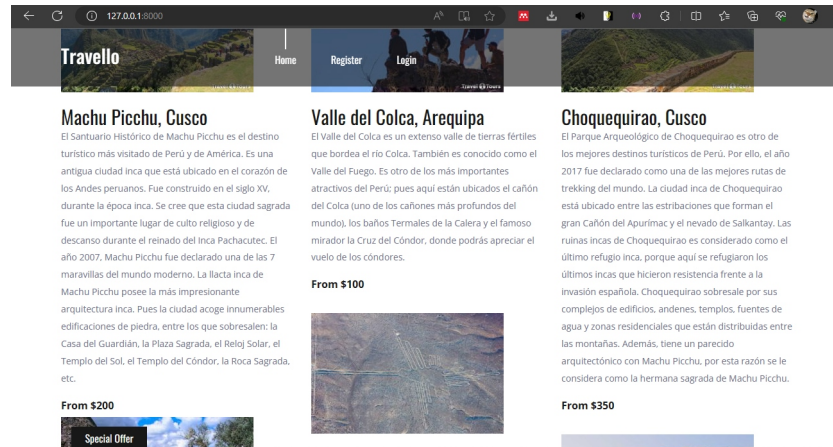 127.0.0.1:8000
Travello
Home
Register
Login
Machu Picchu, Cusco
El Santuario Histórico de Machu Picchu es el destino
turístico más visitado de Perú y de América. Es una
antigua ciudad inca que está ubicado en el corazón de
los Andes peruanos. Fue construido en el siglo XV,
durante la época inca. Se cree que esta ciudad sagrada
fue un importante lugar de culto religioso y de
descanso durante el reinado del Inca Pachacutec. El
año 2007, Machu Picchu fue declarado una de las 7
maravillas del mundo moderno. La llacta inca de
Machu Picchu posee la más impresionante
arquitectura inca. Pues la ciudad acoge innumerables
edificaciones de piedra, entre los que sobresalen: la
Casa del Guardián, la Plaza Sagrada, el Reloj Solar, el
Templo del Sol, el Templo del Cóndor, la Roca Sagrada,
etc.
From $200
Special Offer
Valle del Colca, Arequipa
El Valle del Colca es un extenso valle de tierras fértiles
que bordea el río Colca. También es conocido como el
Valle del Fuego. Es otro de los más importantes
atractivos del Perú; pues aquí están ubicados el cañón
del Colca (uno de los cañones más profundos del
mundo), los baños Termales de la Calera y el famoso
mirador la Cruz del Cóndor, donde podrás apreciar el
vuelo de los cóndores.
From $100
Choquequirao, Cusco
El Parque Arqueológico de Choquequirao es otro de
los mejores destinos turísticos de Perú. Por ello, el año
2017 fue declarado como una de las mejores rutas de
trekking del mundo. La ciudad inca de Choquequirao
está ubicado entre las estribaciones que forman el
gran Cañón del Apurímac y el nevado de Salkantay. Las
ruinas incas de Choquequirao es considerado como el
último refugio inca, porque aquí se refugiaron los
últimos incas que hicieron resistencia frente a la
invasión española. Choquequirao sobresale por sus
complejos de edificios, andenes, templos, fuentes de
agua y zonas residenciales que están distribuidas entre
las montañas. Además, tiene un parecido
arquitectónico con Machu Picchu, por esta razón se le
considera como la hermana sagrada de Machu Picchu.
From $350